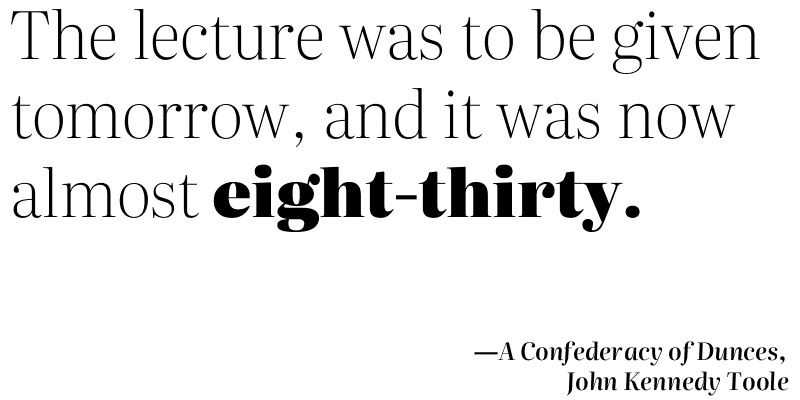 The lecture was to be given
tomorrow, and it was now
almost eight-thirty.
—A Confederacy of Dunces,
John Kennedy Toole